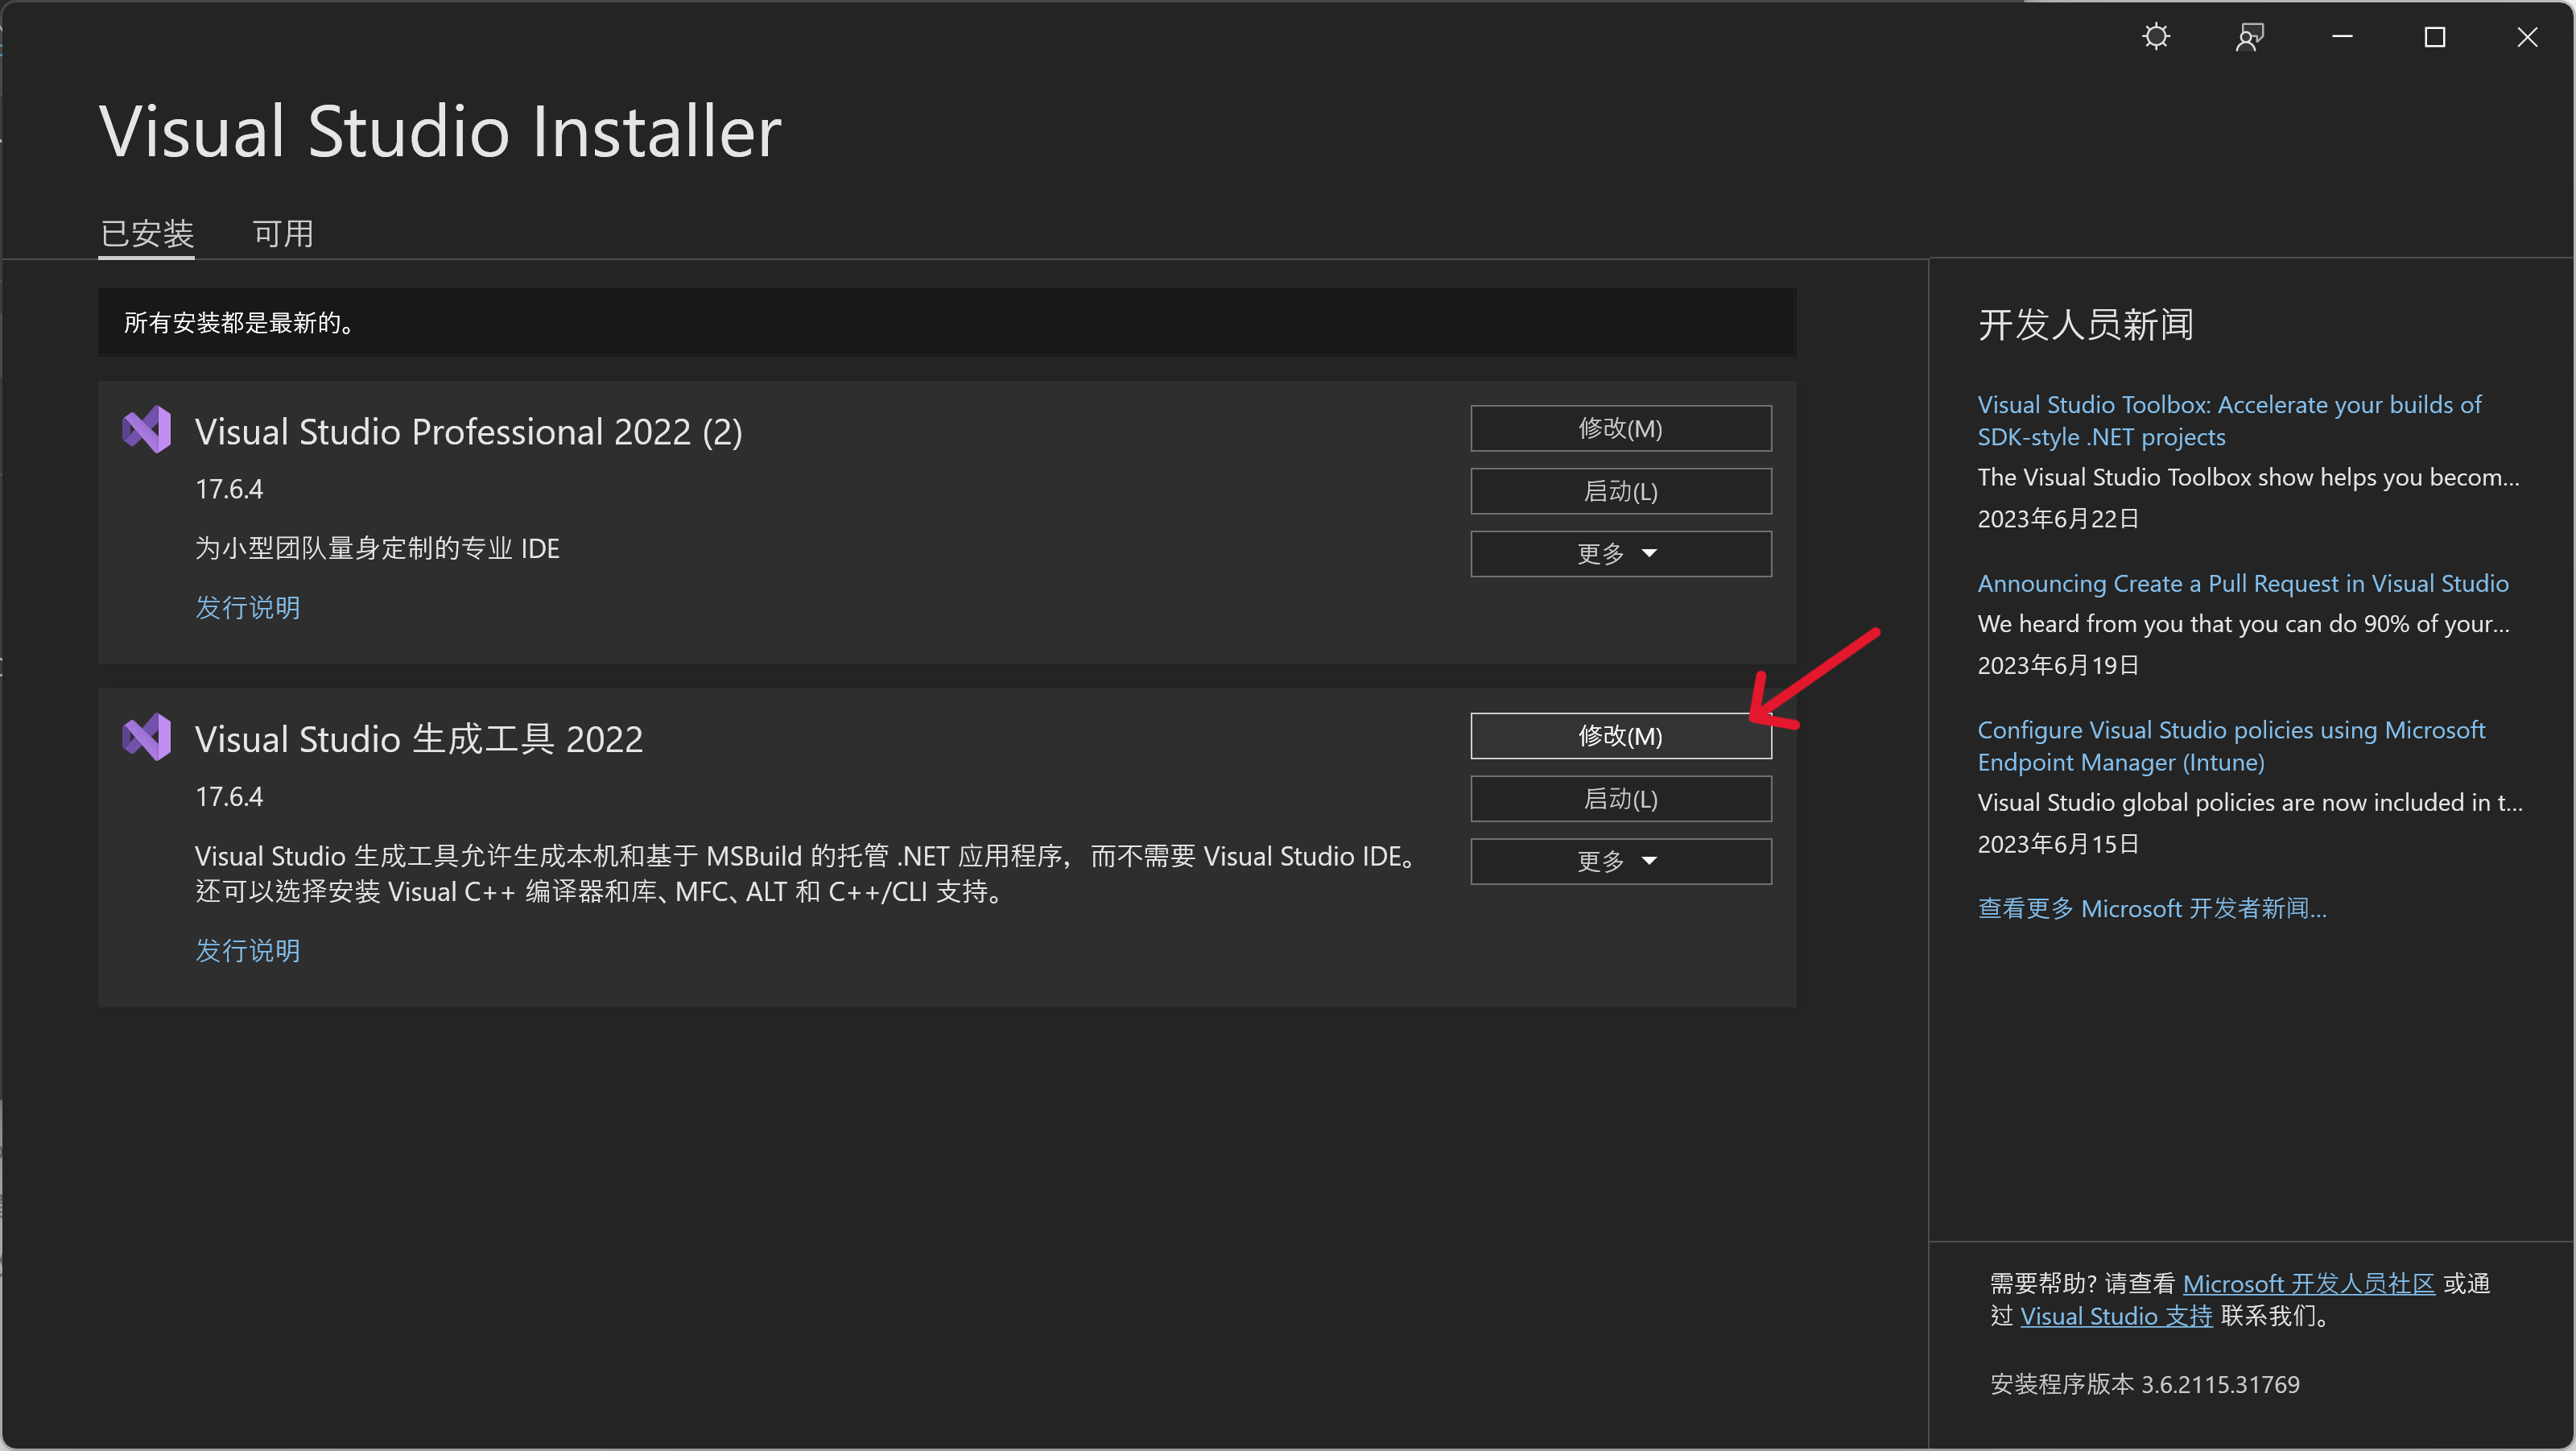 Visual Studio Installer
已安装
可用
所有安装都是最新的。
Visual Studio Professional 2022 (2)
17.6.4
为小型团队量身定制的专业 IDE
发行说明
修改(M)
启动(L)
更多
Visual Studio 生成工具 2022
17.6.4
Visual Studio 生成工具允许生成本机和基于 MSBuild 的托管 .NET 应用程序，而不需要 Visual Studio IDE。
还可以选择安装 Visual C++ 编译器和库、MFC、ALT 和 C++/CLI 支持。
发行说明
修改(M)
启动(L)
更多
开发人员新闻
Visual Studio Toolbox: Accelerate your builds of
SDK-style .NET projects
The Visual Studio Toolbox show helps you becom...
2023年6月22日
Announcing Create a Pull Request in Visual Studio
We heard from you that you can do 90% of your...
2023年6月19日
Configure Visual Studio policies using Microsoft
Endpoint Manager (Intune)
Visual Studio global policies are now included in t...
2023年6月15日
查看更多 Microsoft 开发者新闻...
需要帮助? 请查看 Microsoft 开发人员社区 或通
过 Visual Studio 支持 联系我们。
安装程序版本 3.6.2115.31769